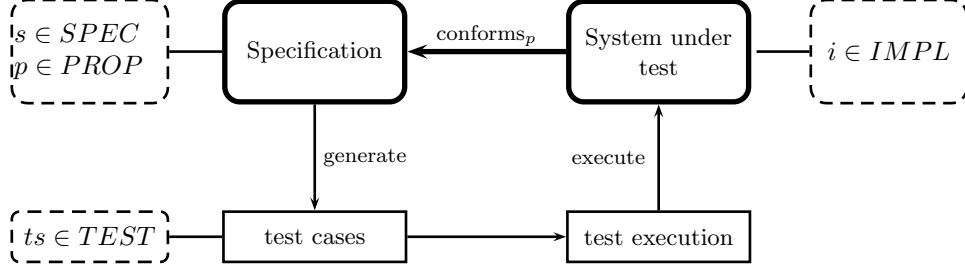 s ∈ SPEC
p ∈ PROP
Specification
conforms_p
System under
test
i ∈ IMPL
generate
execute
ts ∈ TEST
test cases
test execution